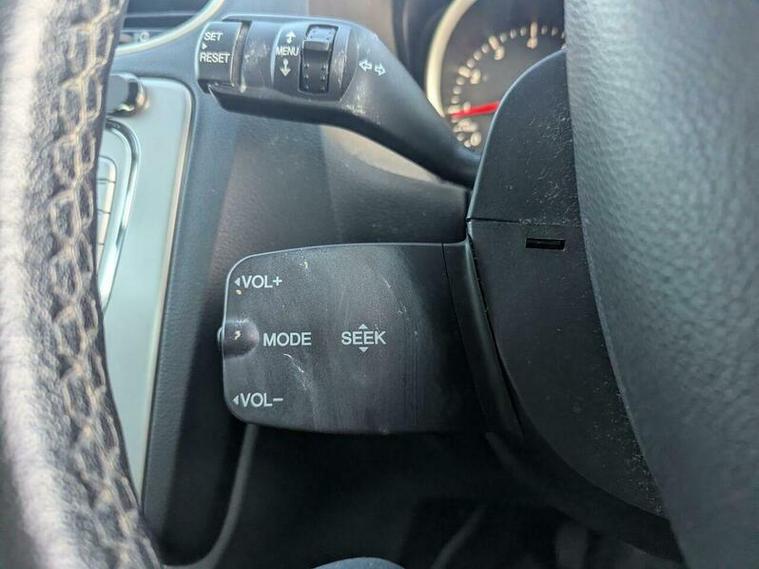 SET
RESET
MENU
VOL+
MODE SEEK
VOL−